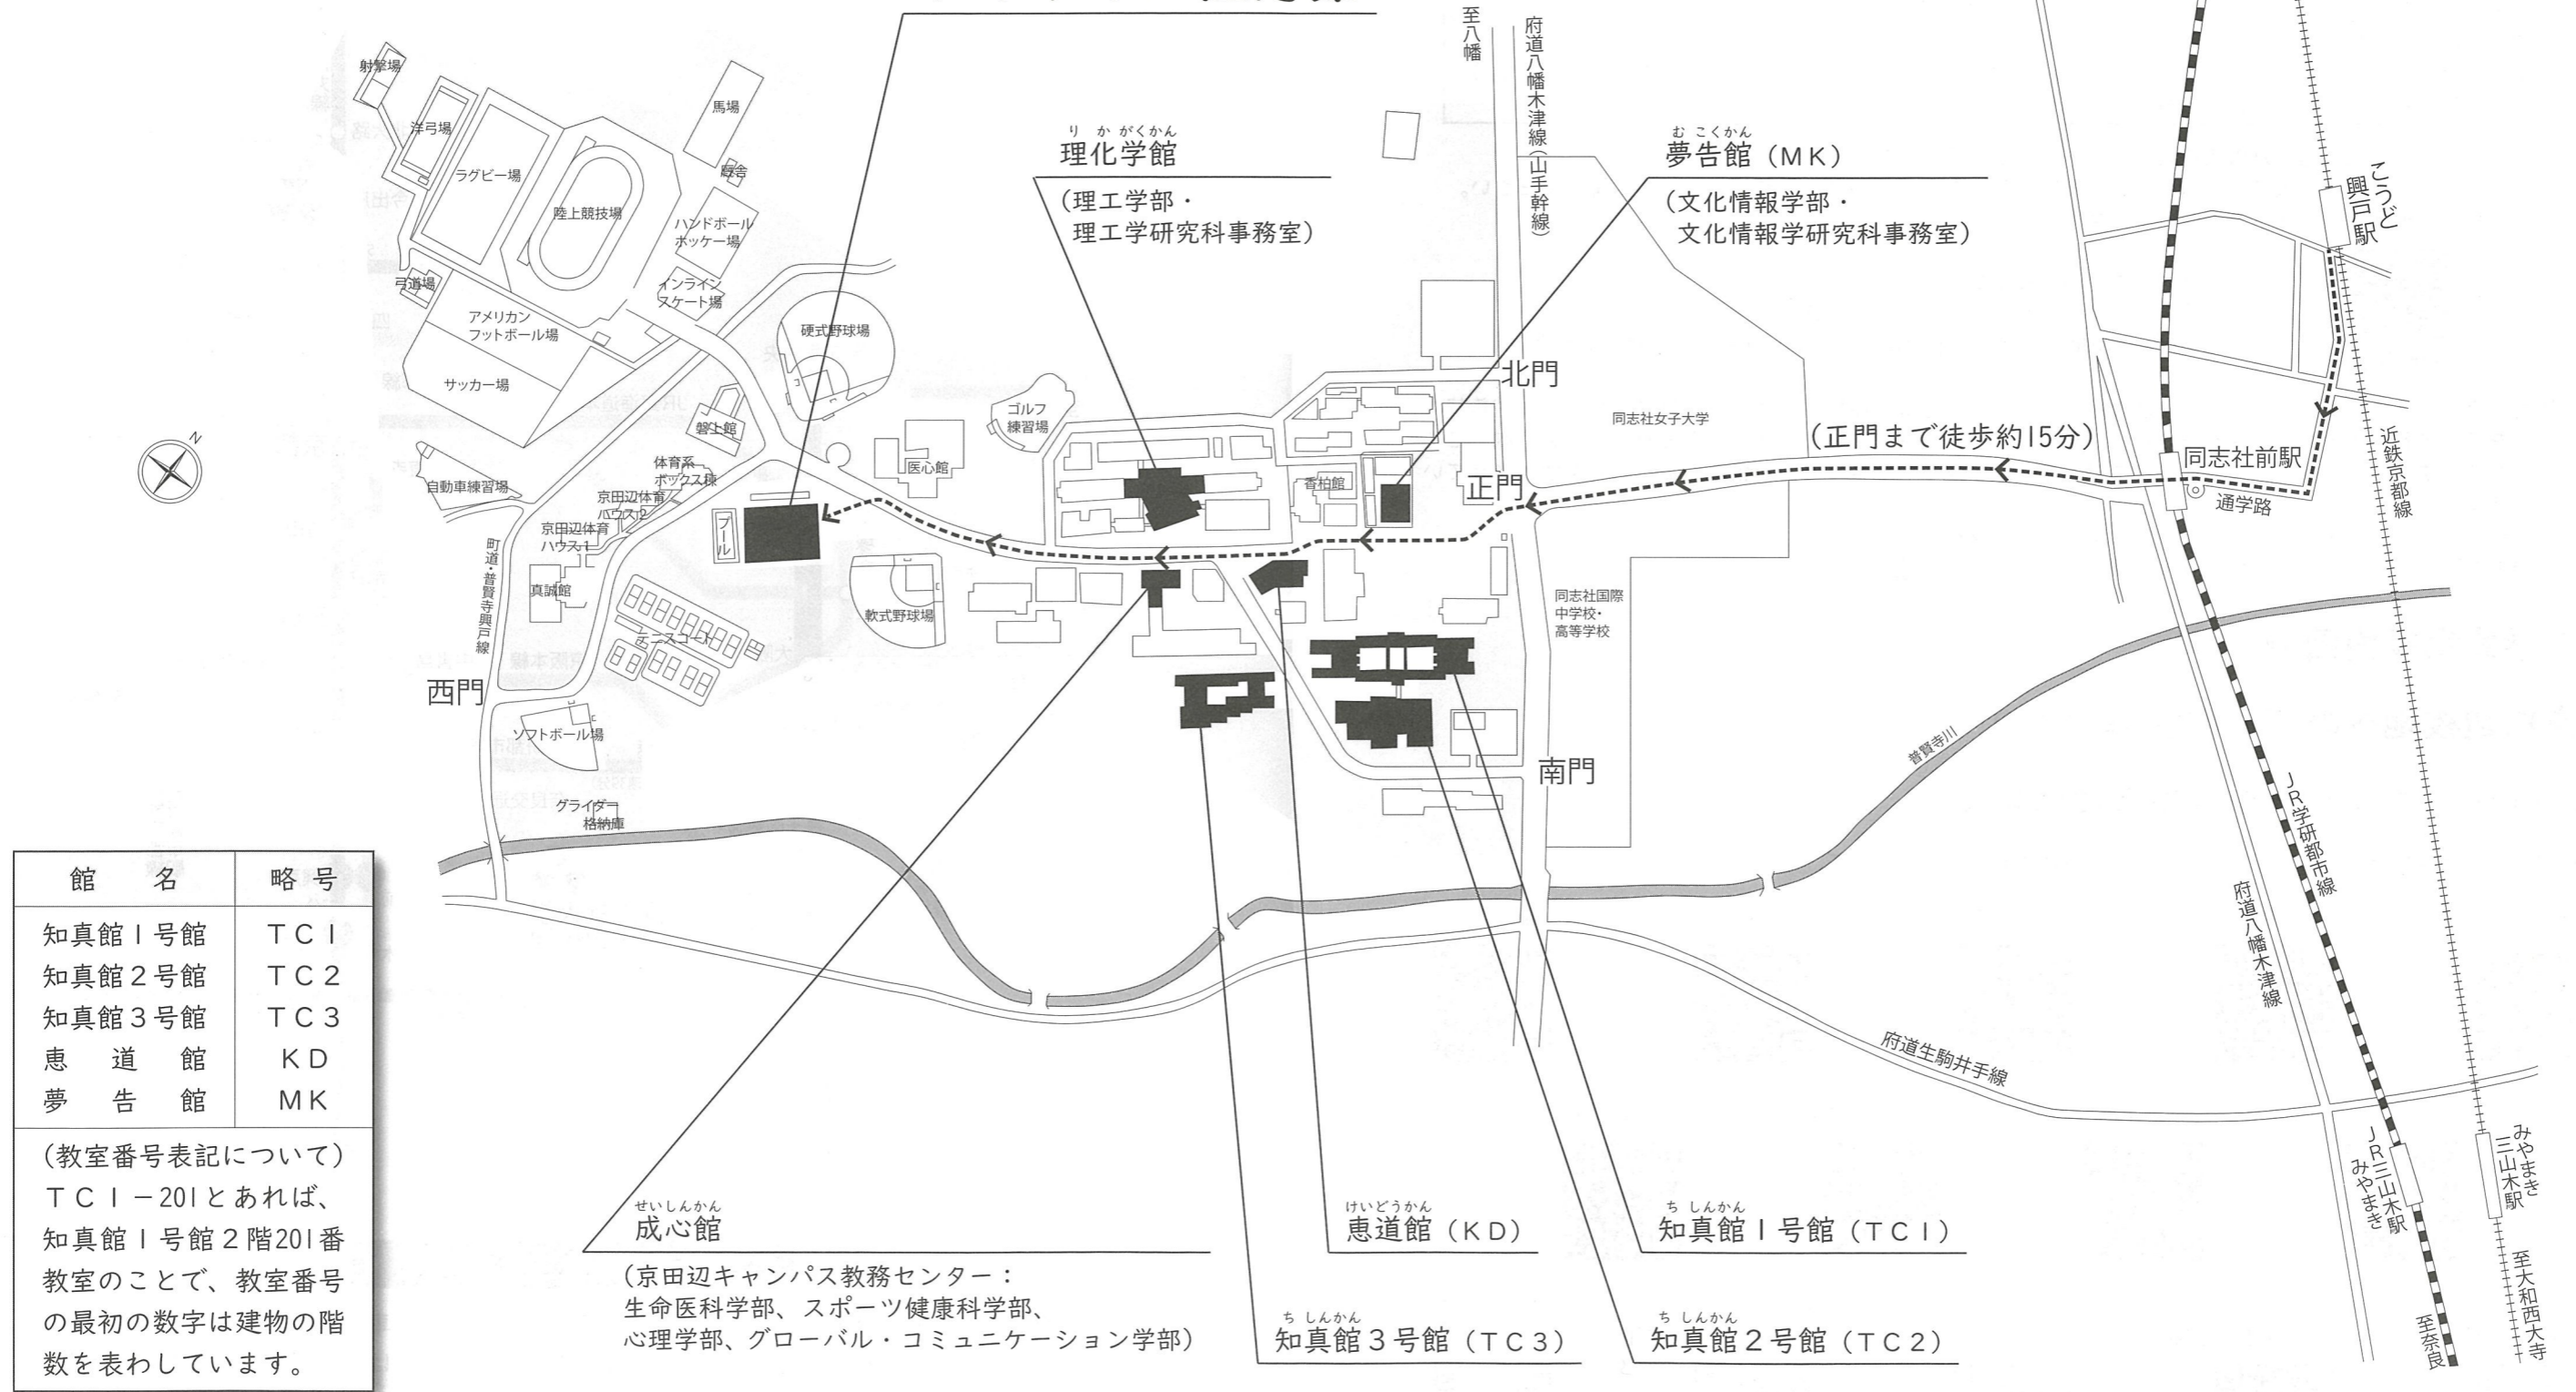 至八幡
府道八幡木津線(山手幹線)
射撃場
洋弓場
ラグビー場
馬場
厩舎
陸上競技場
ハンドボール
ホッケー場
弓道場
インライン
スケート場
アメリカン
フットボール場
サッカー場
硬式野球場
りかがくかん
理化学館
(理工学部・
理工学研究科事務室)
むこくかん
夢告館(MK)
(文化情報学部・
文化情報学研究科事務室)
こうど
興戸駅
N
磐上館
ゴルフ
練習場
北門
同志社女子大学
(正門まで徒歩約15分)
同志社前駅
通学路
近鉄京都線
自動車練習場
体育系
ボックス棟
京田辺体育
ハウス2
京田辺体育
ハウス1
プール
医心館
香柏館
正門
町道・普賢寺興戸線
真誠館
テニスコート
軟式野球場
同志社国際
中学校・
高等学校
西門
ソフトボール場
グライダー
格納庫
南門
普賢寺川
JR学研都市線
府道八幡木津線
府道生駒井手線
館名 略号
知真館1号館 TC1
知真館2号館 TC2
知真館3号館 TC3
恵道館 KD
夢告館 MK
(教室番号表記について)
TC1-201とあれば、
知真館1号館2階201番
教室のことで、教室番号
の最初の数字は建物の階
数を表わしています。
せいしんかん
成心館
(京田辺キャンパス教務センター:
生命医科学部、スポーツ健康科学部、
心理学部、グローバル・コミュニケーション学部)
けいどうかん
恵道館(KD)
ちしんかん
知真館1号館(TC1)
ちしんかん
知真館3号館(TC3)
ちしんかん
知真館2号館(TC2)
JR三山木駅
みやまき
みやまき
三山木駅
至奈良
至大和西大寺